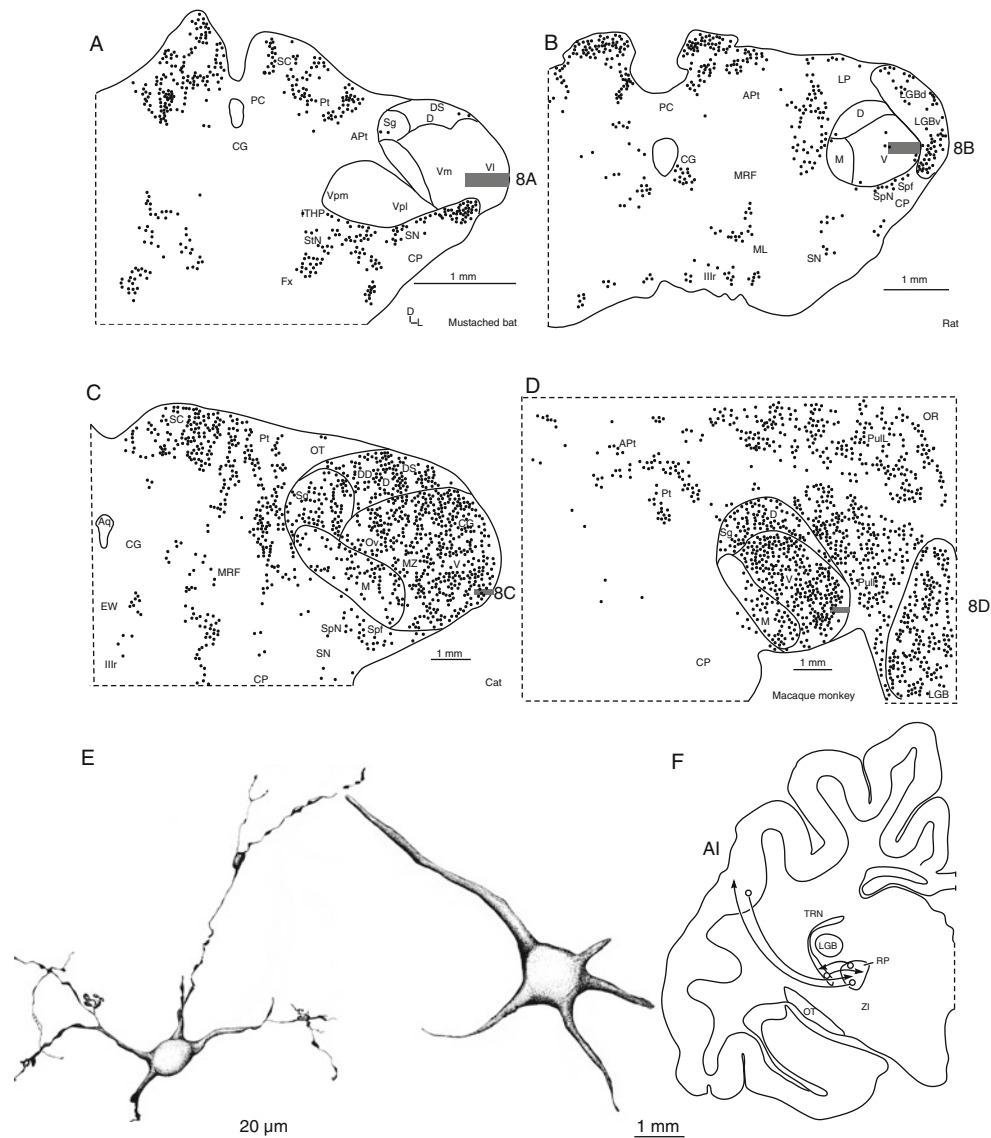 A
SC
PC
Pt
CG
APt
DS
D
Sg
Vm
Vl
8A
Vpm
Vpl
THP
StN
SN
CP
Fx
1 mm
D
L
Mustached bat
B
PC
APt
LP
LGBd
D
LGBv
M
V
8B
CG
MRF
SpN
Spf
CP
ML
SN
IIIr
1 mm
Rat
C
SC
Pt
OT
DD
DS
D
Sg
Aq
CG
Ov
OG
MZ
V
M
8C
MRF
EW
SpN
Spf
IIIr
SN
CP
1 mm
Cat
D
OR
APt
PulL
Pt
D
Sg
V
PulI
8D
M
CP
1 mm
Macaque monkey
LGB
E
20 µm
1 mm
F
AI
TRN
LGB
RP
ZI
OT